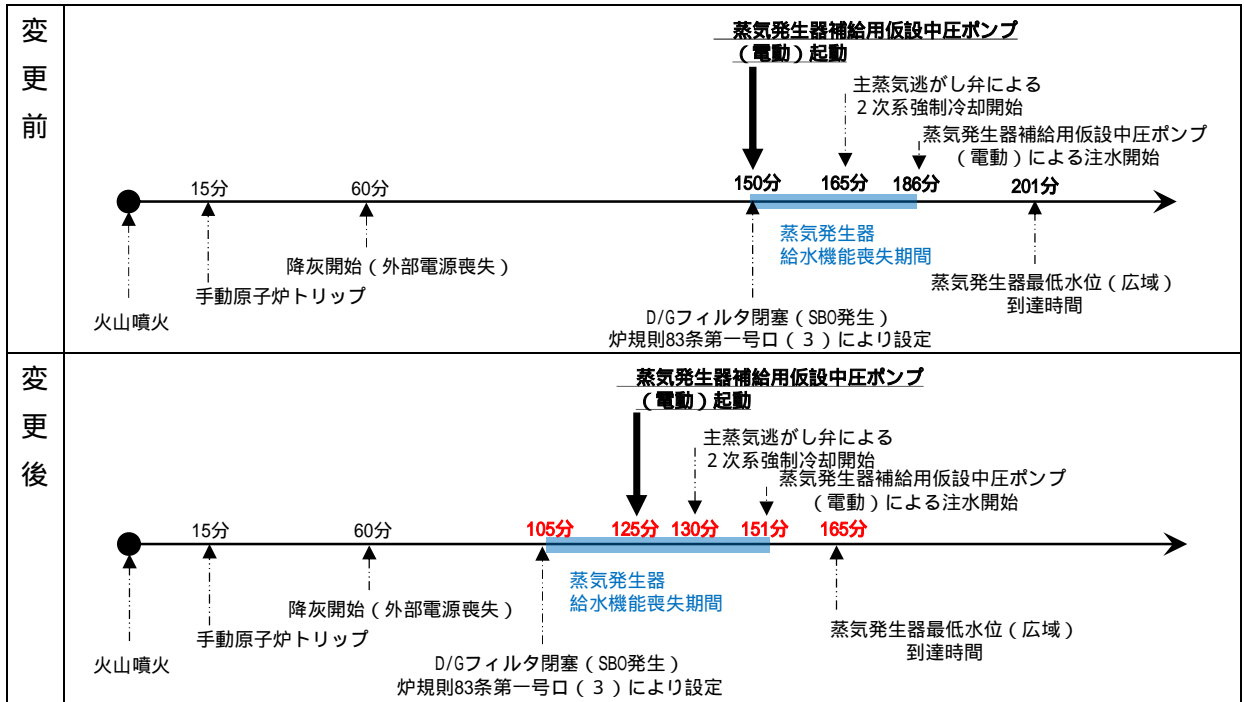 変
更
前
蒸気発生器補給用仮設中圧ポンプ
（電動）起動
主蒸気逃がし弁による
２次系強制冷却開始
蒸気発生器補給用仮設中圧ポンプ
（電動）による注水開始
15分
60分
150分
165分
186分
201分
蒸気発生器
給水機能喪失期間
降灰開始（外部電源喪失）
手動原子炉トリップ
火山噴火
蒸気発生器最低水位（広域）
到達時間
D/Gフィルタ閉塞（SBO発生）
炉規則83条第一号ロ（３）により設定
変
更
後
蒸気発生器補給用仮設中圧ポンプ
（電動）起動
主蒸気逃がし弁による
２次系強制冷却開始
蒸気発生器補給用仮設中圧ポンプ
（電動）による注水開始
15分
60分
105分
125分
130分
151分
165分
蒸気発生器
給水機能喪失期間
降灰開始（外部電源喪失）
手動原子炉トリップ
火山噴火
蒸気発生器最低水位（広域）
到達時間
D/Gフィルタ閉塞（SBO発生）
炉規則83条第一号ロ（３）により設定